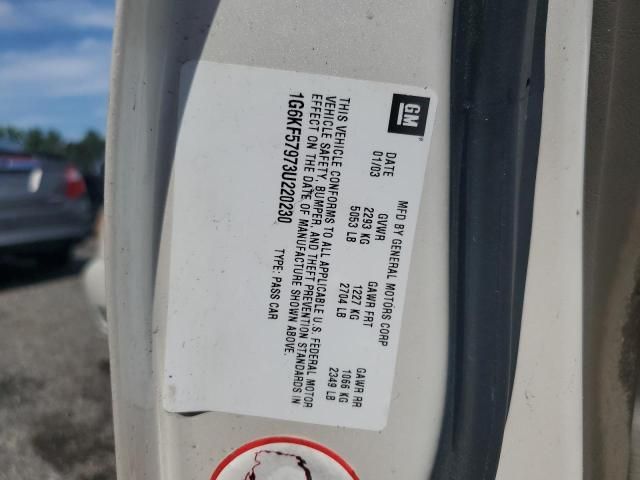 GM
MFD BY GENERAL MOTORS CORP
DATE GVWR GAWR FRT GAWR RR
01/03 2293 KG 1227 KG 1066 KG
5053 LB 2704 LB 2349 LB
THIS VEHICLE CONFORMS TO ALL APPLICABLE U.S. FEDERAL MOTOR
VEHICLE SAFETY, BUMPER, AND THEFT PREVENTION STANDARDS IN
EFFECT ON THE DATE OF MANUFACTURE SHOWN ABOVE.
1G6KF57973U220230 TYPE: PASS CAR